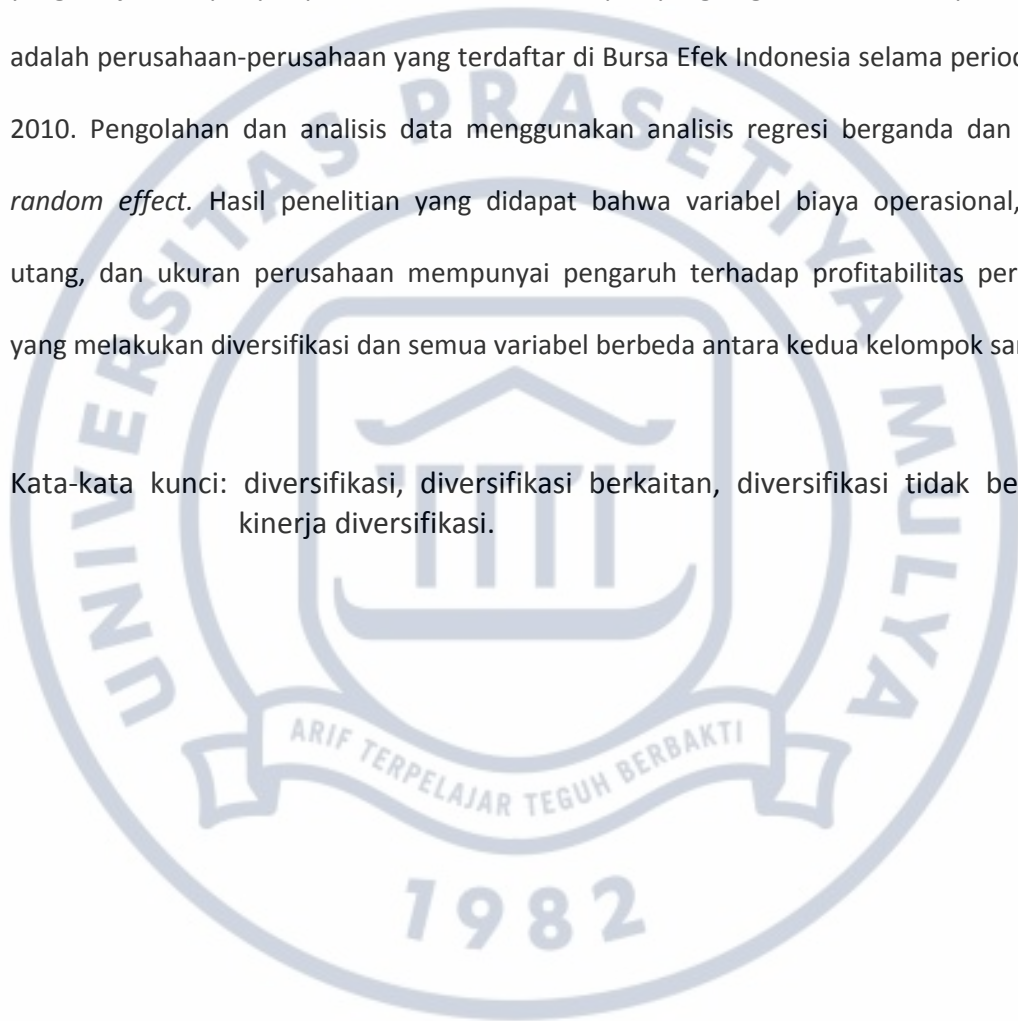 adalah perusahaan-perusahaan yang terdaftar di Bursa Efek Indonesia selama
2010. Pengolahan dan analisis data menggunakan analisis regresi berganda dan
random effect. Hasil penelitian yang didapat bahwa variabel biaya operasional,
utang, dan ukuran perusahaan mempunyai pengaruh terhadap profitabilitas per
yang melakukan diversifikasi dan semua variabel berbeda antara kedua kelompok
Kata-kata kunci: diversifikasi, diversifikasi berkaitan, diversifikasi tidak be
kinerja diversifikasi.
UNIVERSITAS PRASETIYA MULYA
ARIF TERPELAJAR TEGUH BERBAKTI
1982